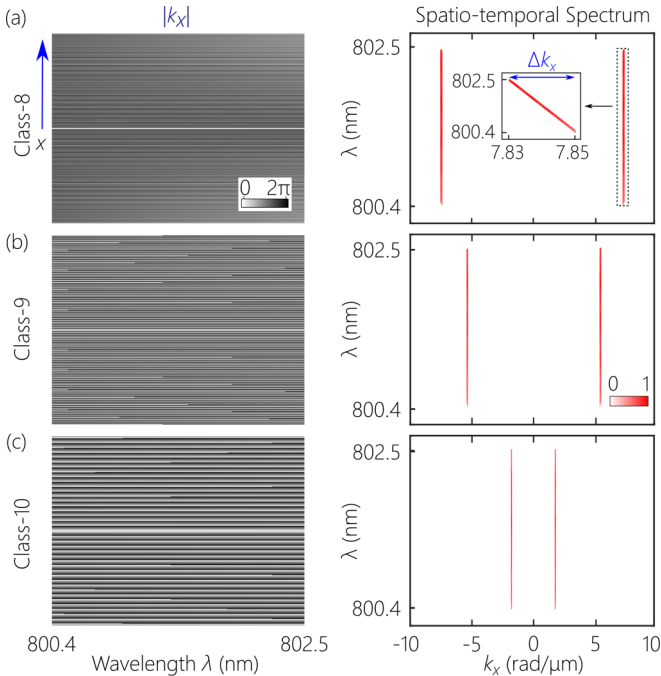 (a)
|kₓ|
Spatio-temporal Spectrum
Class-8
x
0 2π
802.5
λ (nm)
800.4
Δkₓ
802.5
800.4
7.83 7.85
(b)
Class-9
802.5
λ (nm)
800.4
0 1
(c)
Class-10
802.5
λ (nm)
800.4
800.4 802.5
Wavelength λ (nm)
-10 -5 0 5 10
kₓ (rad/μm)